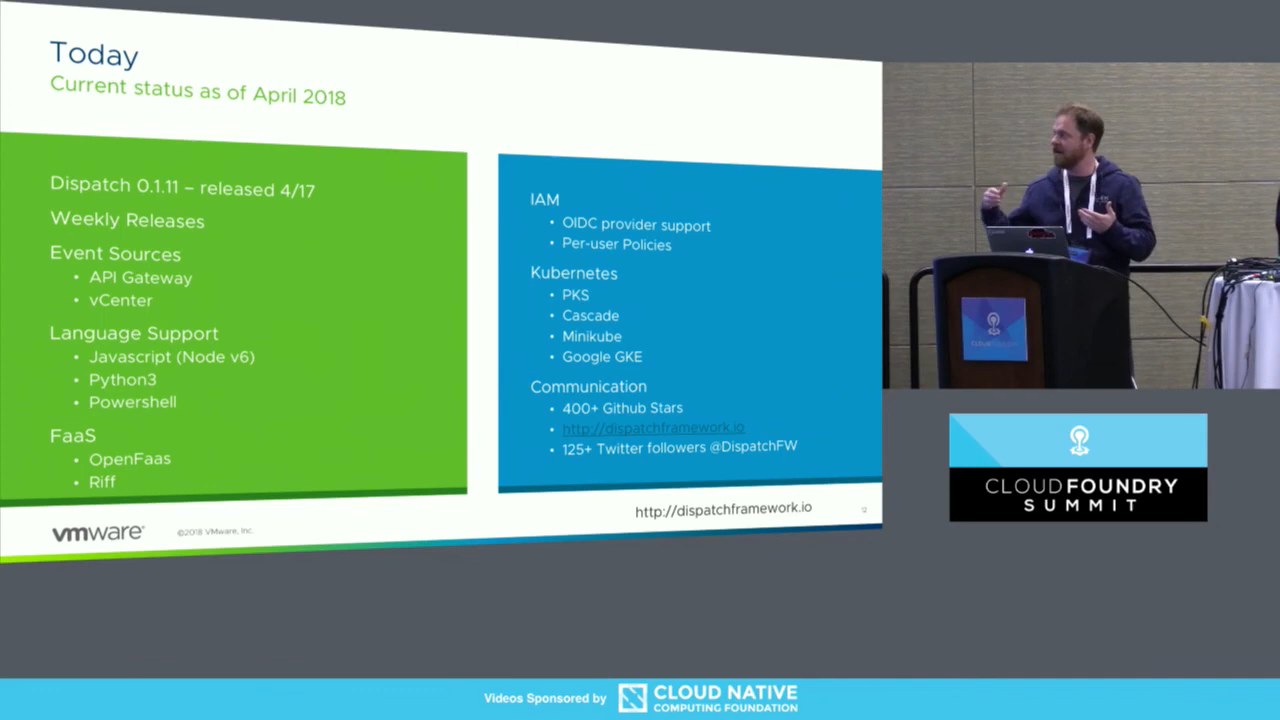 Today
Current status as of April 2018
Dispatch 0.1.11 – released 4/17
Weekly Releases
Event Sources
• API Gateway
• vCenter
Language Support
• Javascript (Node v6)
• Python3
• Powershell
FaaS
• OpenFaas
• Riff
IAM
• OIDC provider support
• Per-user Policies
Kubernetes
• PKS
• Cascade
• Minikube
• Google GKE
Communication
• 400+ Github Stars
• http://dispatchframework.io
• 125+ Twitter followers @DispatchFW
vmware®
©2018 VMware, Inc.
http://dispatchframework.io
12
CLOUD FOUNDRY
SUMMIT
Videos Sponsored by
CLOUD NATIVE
COMPUTING FOUNDATION